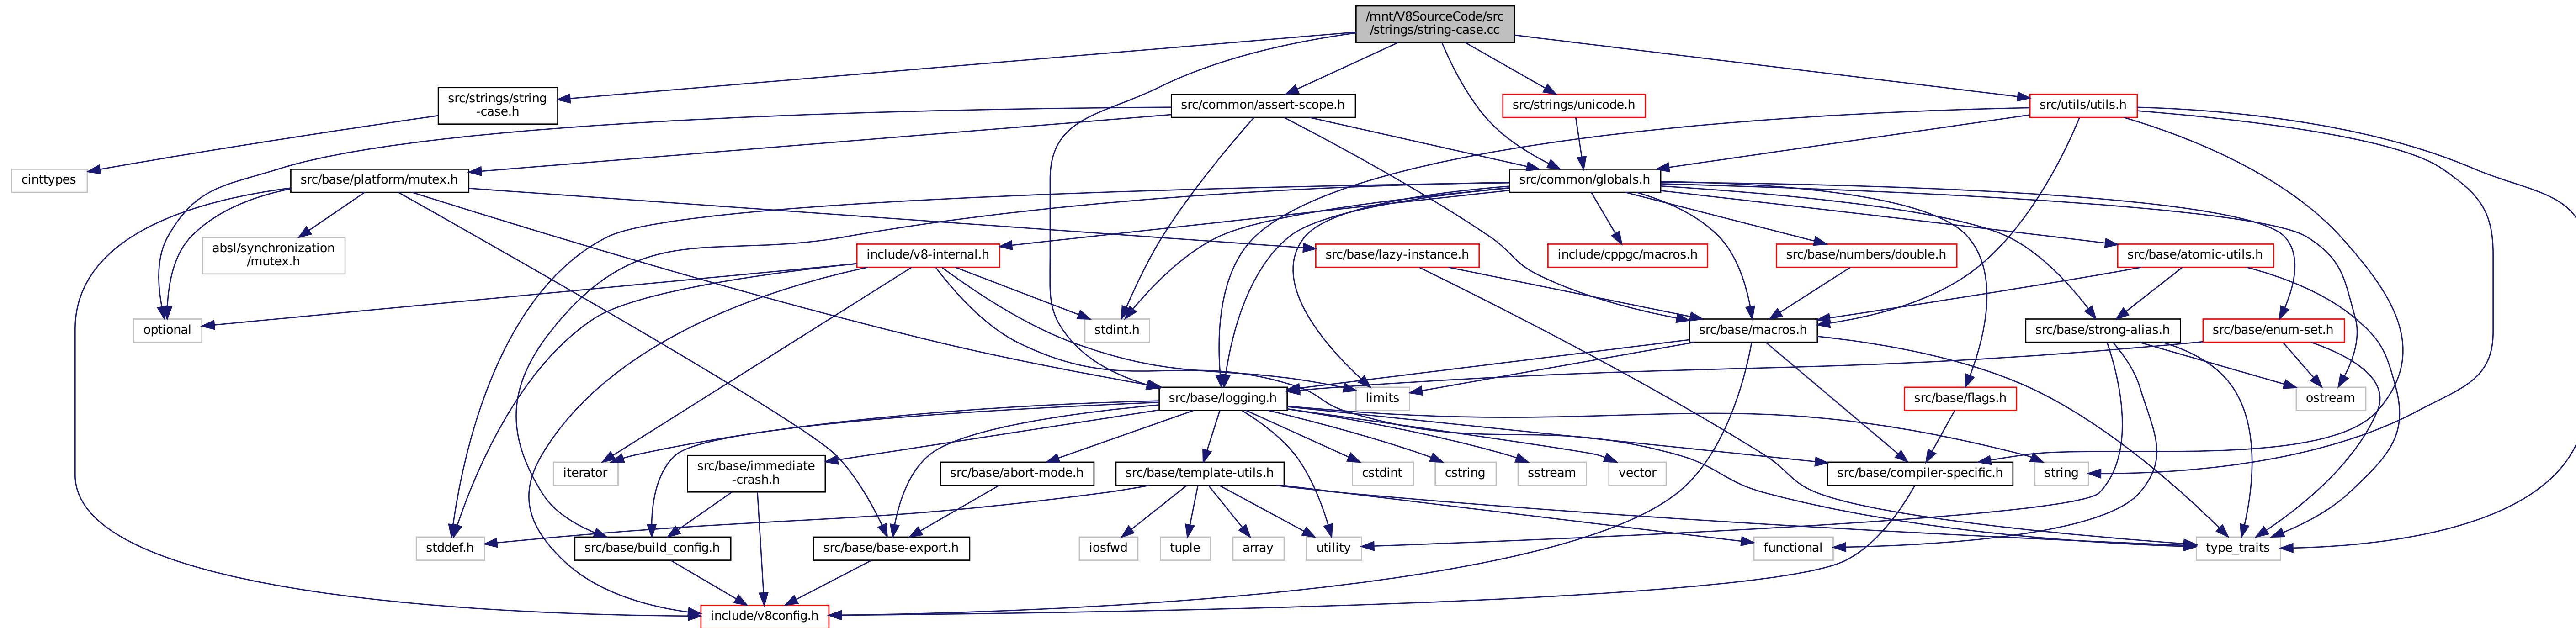 /mnt/V8SourceCode/src
/strings/string-case.cc
src/strings/string
-case.h
src/common/assert-scope.h
src/strings/unicode.h
src/utils/utils.h
cinttypes
src/base/platform/mutex.h
src/common/globals.h
absl/synchronization
/mutex.h
include/v8-internal.h
src/base/lazy-instance.h
include/cppgc/macros.h
src/base/numbers/double.h
src/base/atomic-utils.h
optional
stdint.h
src/base/macros.h
src/base/strong-alias.h
src/base/enum-set.h
src/base/logging.h
limits
src/base/flags.h
ostream
iterator
src/base/immediate
-crash.h
src/base/abort-mode.h
src/base/template-utils.h
cstdint
cstring
sstream
vector
src/base/compiler-specific.h
string
stddef.h
src/base/build_config.h
src/base/base-export.h
iosfwd
tuple
array
utility
functional
type_traits
include/v8config.h